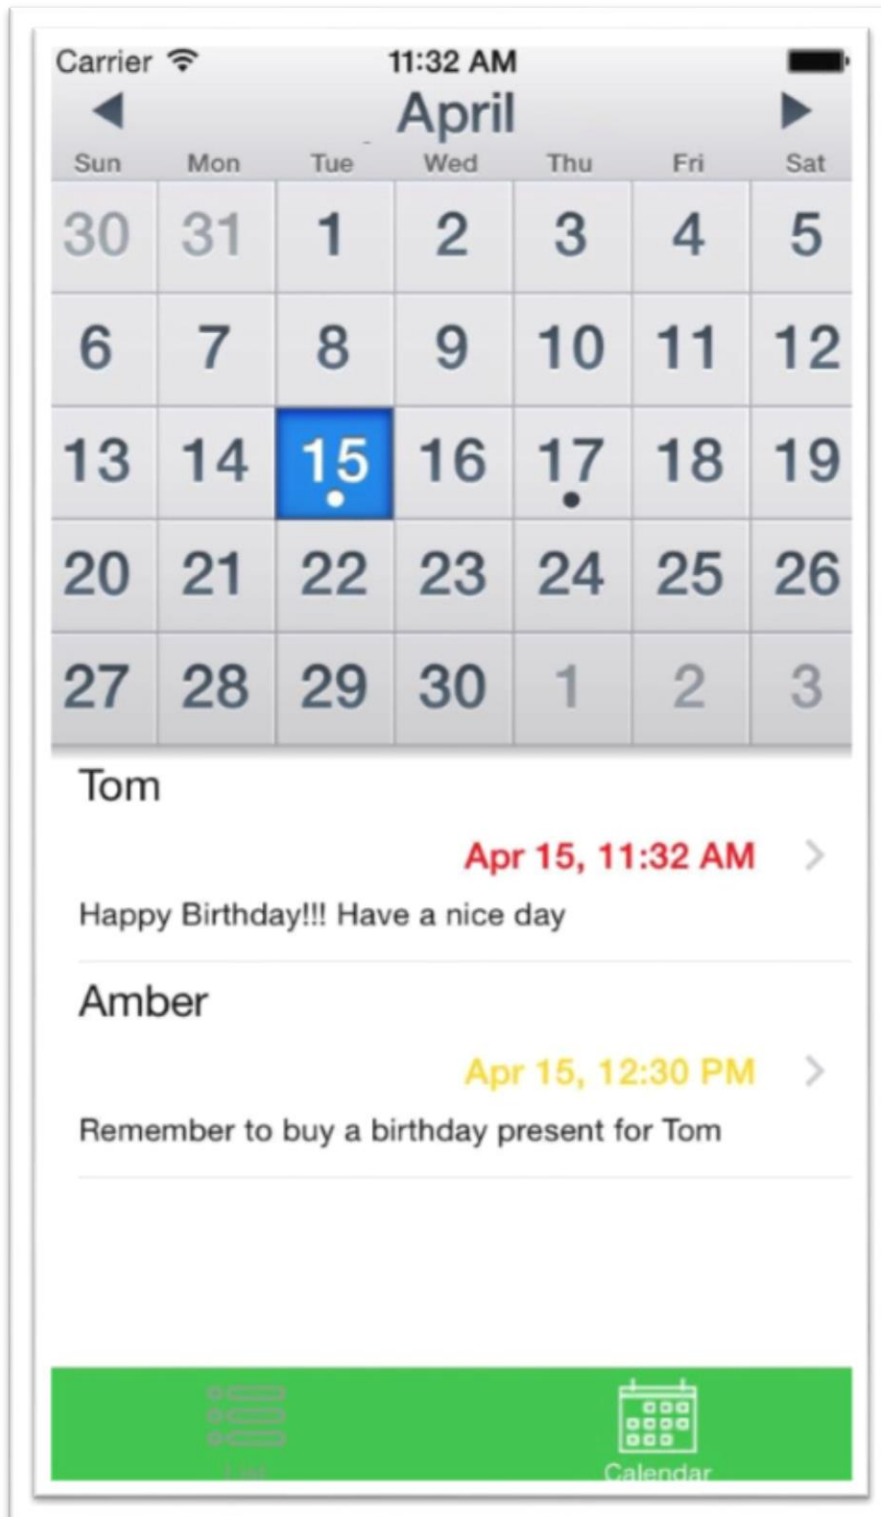 Carrier 11:32 AM
April
Sun Mon Tue Wed Thu Fri Sat
30 31 1 2 3 4 5
6 7 8 9 10 11 12
13 14 15 16 17 18 19
20 21 22 23 24 25 26
27 28 29 30 1 2 3
Tom
Apr 15, 11:32 AM
Happy Birthday!!! Have a nice day
Amber
Apr 15, 12:30 PM
Remember to buy a birthday present for Tom
List Calendar